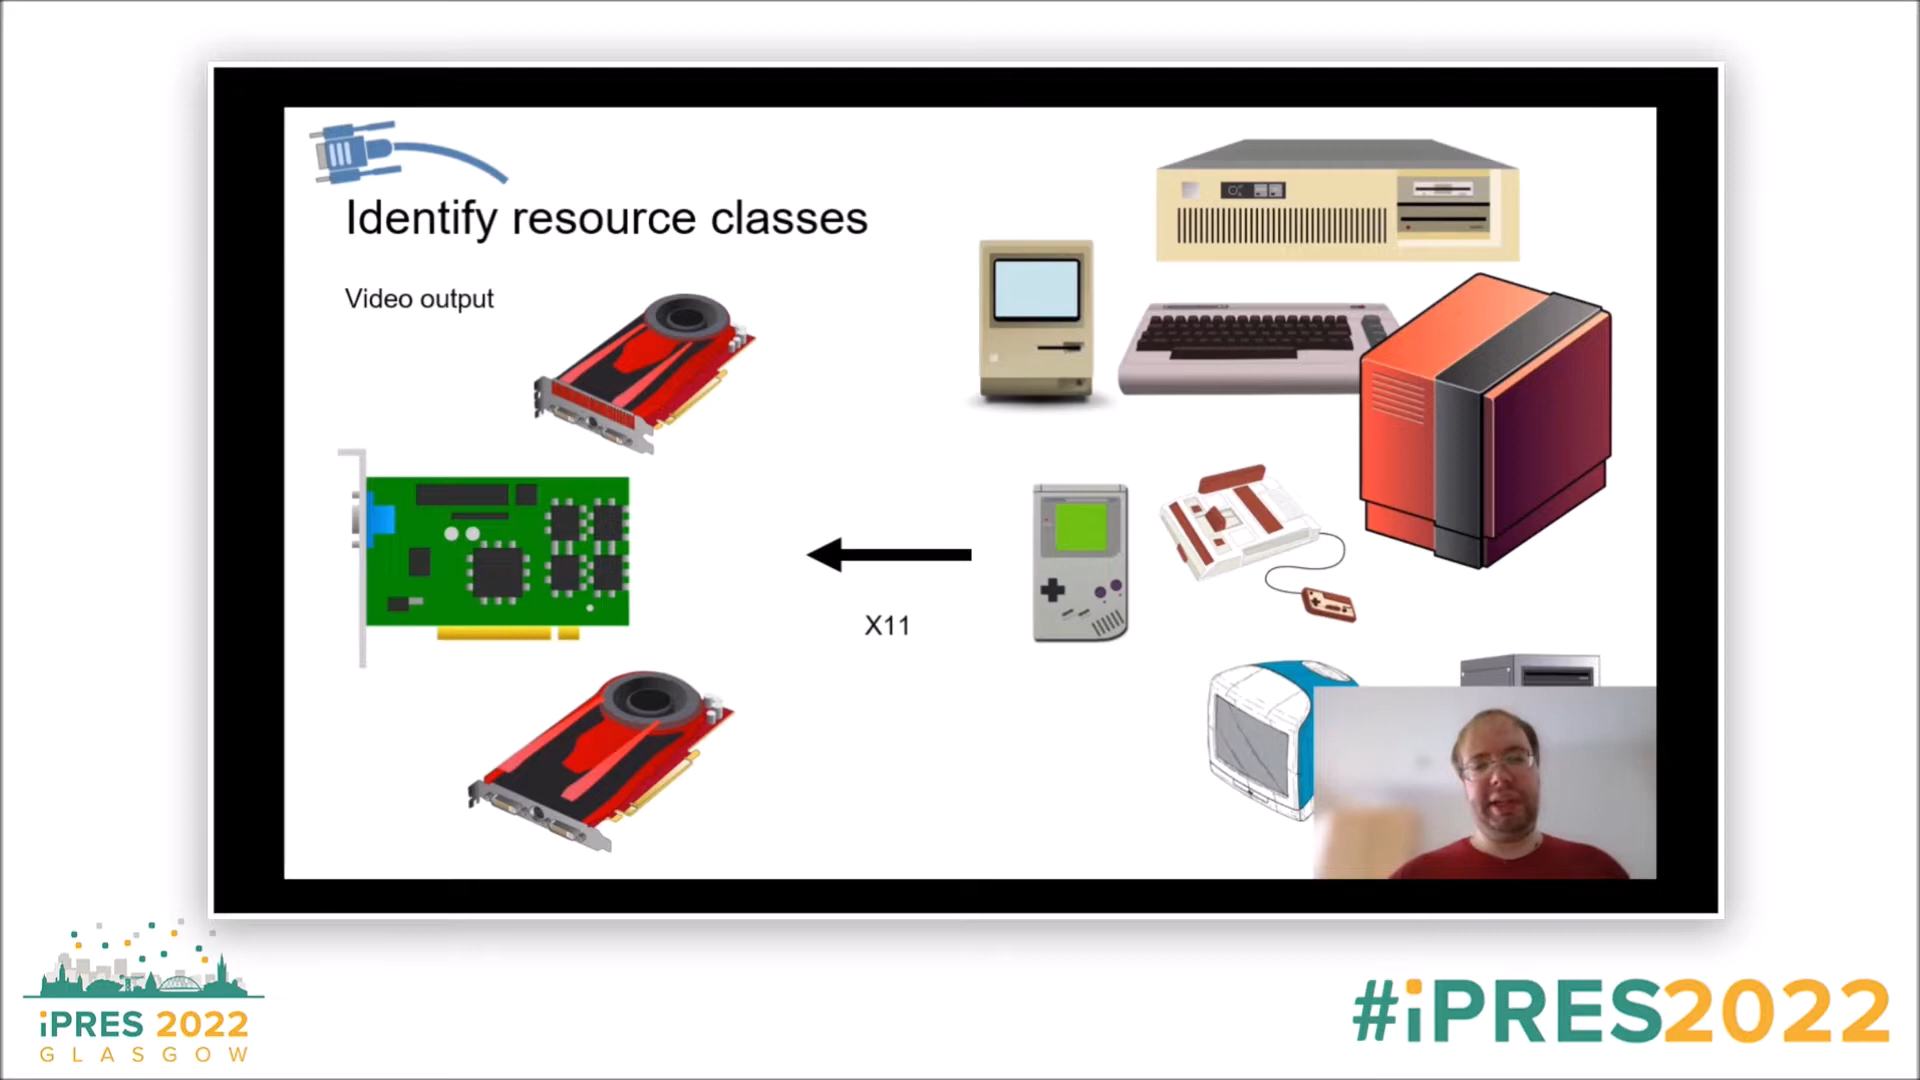 Identify resource classes
Video output
X11
iPRES 2022
GLASGOW
#iPRES2022